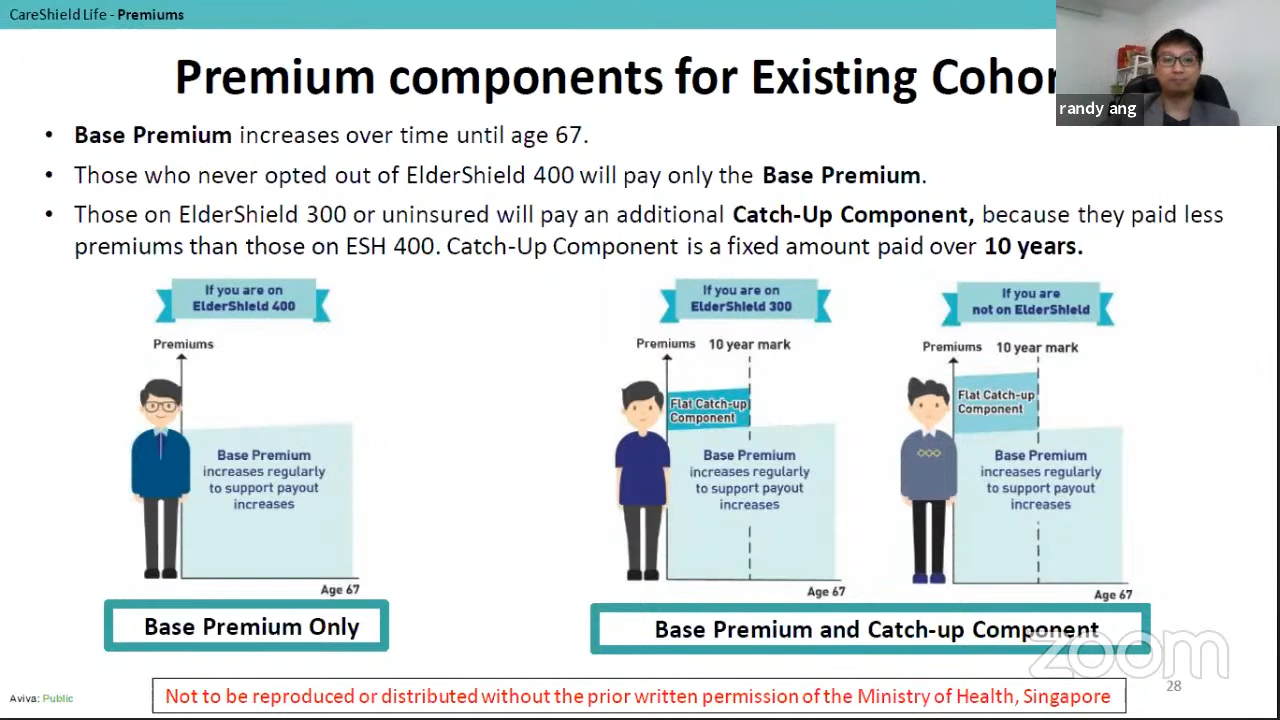 CareShield Life - Premiums
Premium components for Existing Cohor
randy ang
• Base Premium increases over time until age 67.
• Those who never opted out of ElderShield 400 will pay only the Base Premium.
• Those on ElderShield 300 or uninsured will pay an additional Catch-Up Component, because they paid less
premiums than those on ESH 400. Catch-Up Component is a fixed amount paid over 10 years.
If you are on
ElderShield 400
Premiums
Base Premium
increases regularly
to support payout
increases
Age 67
Base Premium Only
If you are on
ElderShield 300
Premiums
10 year mark
Flat Catch-up
Component
Base Premium
increases regularly
to support payout
increases
Age 67
If you are
not on ElderShield
Premiums
10 year mark
Flat Catch-up
Component
Base Premium
increases regularly
to support payout
increases
Age 67
Base Premium and Catch-up Component
zoom
Aviva: Public
Not to be reproduced or distributed without the prior written permission of the Ministry of Health, Singapore
28